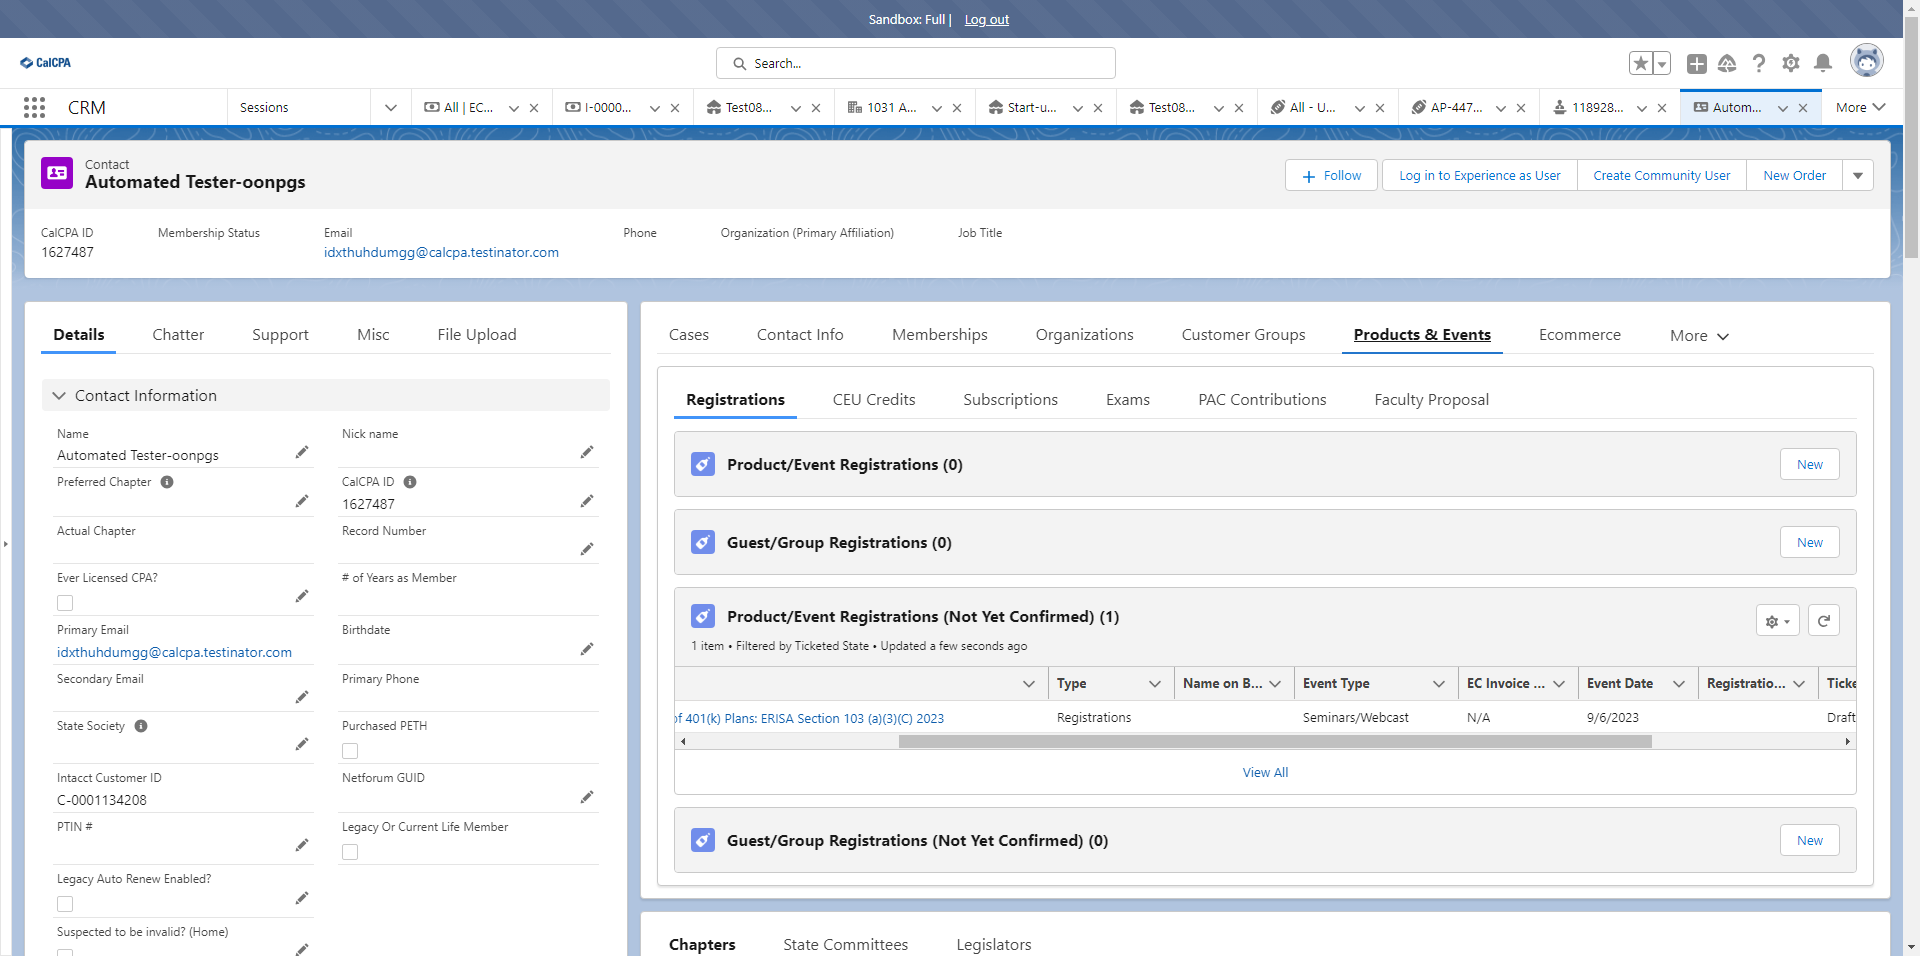 Sandbox: Full | Log out
CalCPA
Search...
CRM
Sessions
All | EC...
I-0000...
Test08...
1031 A...
Start-u...
Test08...
All - U...
AP-447...
118928...
Autom...
More
Contact
Automated Tester-oonpgs
Follow
Log in to Experience as User
Create Community User
New Order
CalCPA ID
1627487
Membership Status
Email
idxthuhdumgg@calcpa.testinator.com
Phone
Organization (Primary Affiliation)
Job Title
Details
Chatter
Support
Misc
File Upload
Contact Information
Name
Automated Tester-oonpgs
Nick name
Preferred Chapter
CalCPA ID
1627487
Actual Chapter
Record Number
Ever Licensed CPA?
# of Years as Member
Primary Email
idxthuhdumgg@calcpa.testinator.com
Birthdate
Secondary Email
Primary Phone
State Society
Purchased PETH
Intacct Customer ID
C-0001134208
Netforum GUID
PTIN #
Legacy Or Current Life Member
Legacy Auto Renew Enabled?
Suspected to be invalid? (Home)
Cases
Contact Info
Memberships
Organizations
Customer Groups
Products & Events
Ecommerce
More
Registrations
CEU Credits
Subscriptions
Exams
PAC Contributions
Faculty Proposal
Product/Event Registrations (0)
New
Guest/Group Registrations (0)
New
Product/Event Registrations (Not Yet Confirmed) (1)
1 item • Filtered by Ticketed State • Updated a few seconds ago
Type
Name on B...
Event Type
EC Invoice ...
Event Date
Registratio...
Ticke
of 401(k) Plans: ERISA Section 103 (a)(3)(C) 2023
Registrations
Seminars/Webcast
N/A
9/6/2023
Draft
View All
Guest/Group Registrations (Not Yet Confirmed) (0)
New
Chapters
State Committees
Legislators